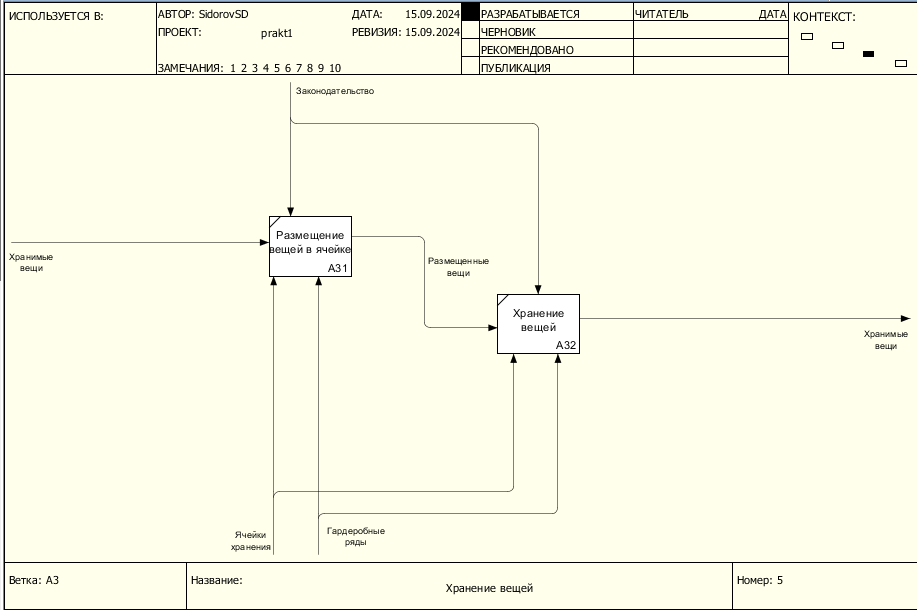 ИСПОЛЬЗУЕТСЯ В:
АВТОР: SidorovSD
ДАТА: 15.09.2024
ПРОЕКТ: prakt1
РЕВИЗИЯ: 15.09.2024
ЗАМЕЧАНИЯ: 1 2 3 4 5 6 7 8 9 10
РАЗРАБАТЫВАЕТСЯ
ЧЕРНОВИК
РЕКОМЕНДОВАНО
ПУБЛИКАЦИЯ
ЧИТАТЕЛЬ
ДАТА
КОНТЕКСТ:
Законодательство
Хранимые
вещи
Размещение
вещей в ячейке
A31
Размещенные
вещи
Хранение
вещей
A32
Хранимые
вещи
Ячейки
хранения
Гардеробные
ряды
Ветка: A3
Название:
Хранение вещей
Номер: 5